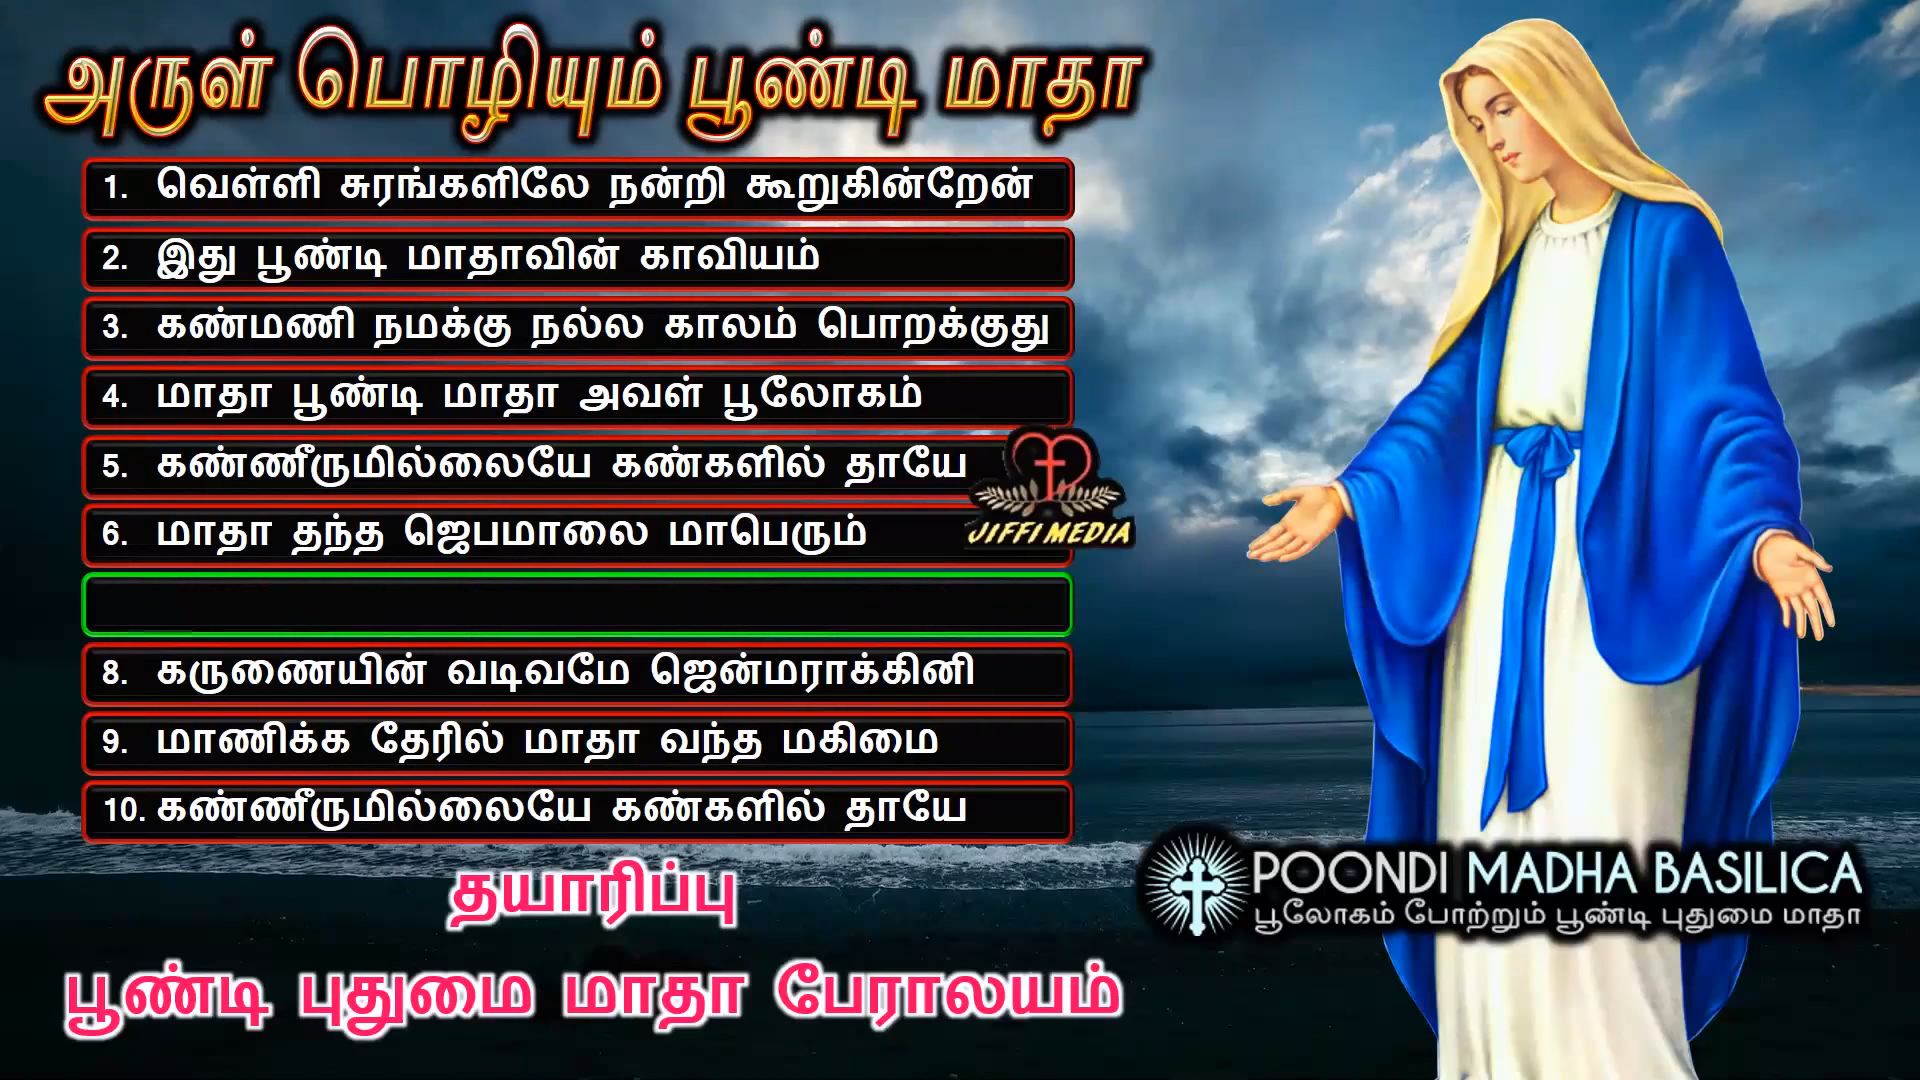 அருள் பொழியும் பூண்டி மாதா
1. வெள்ளி சுரங்களிலே நன்றி கூறுகின்றேன்
2. இது பூண்டி மாதாவின் காவியம்
3. கண்மணி நமக்கு நல்ல காலம் பொறக்குது
4. மாதா பூண்டி மாதா அவள் பூலோகம்
5. கண்ணீருமில்லையே கண்களில் தாயே
6. மாதா தந்த ஜெபமாலை மாபெரும்
JIFFI MEDIA
8. கருணையின் வடிவமே ஜென்மராக்கினி
9. மாணிக்க தேரில் மாதா வந்த மகிமை
10. கண்ணீருமில்லையே கண்களில் தாயே
தயாரிப்பு
பூண்டி புதுமை மாதா பேராலயம்
POONDI MADHA BASILICA
பூலோகம் போற்றும் பூண்டி புதுமை மாதா